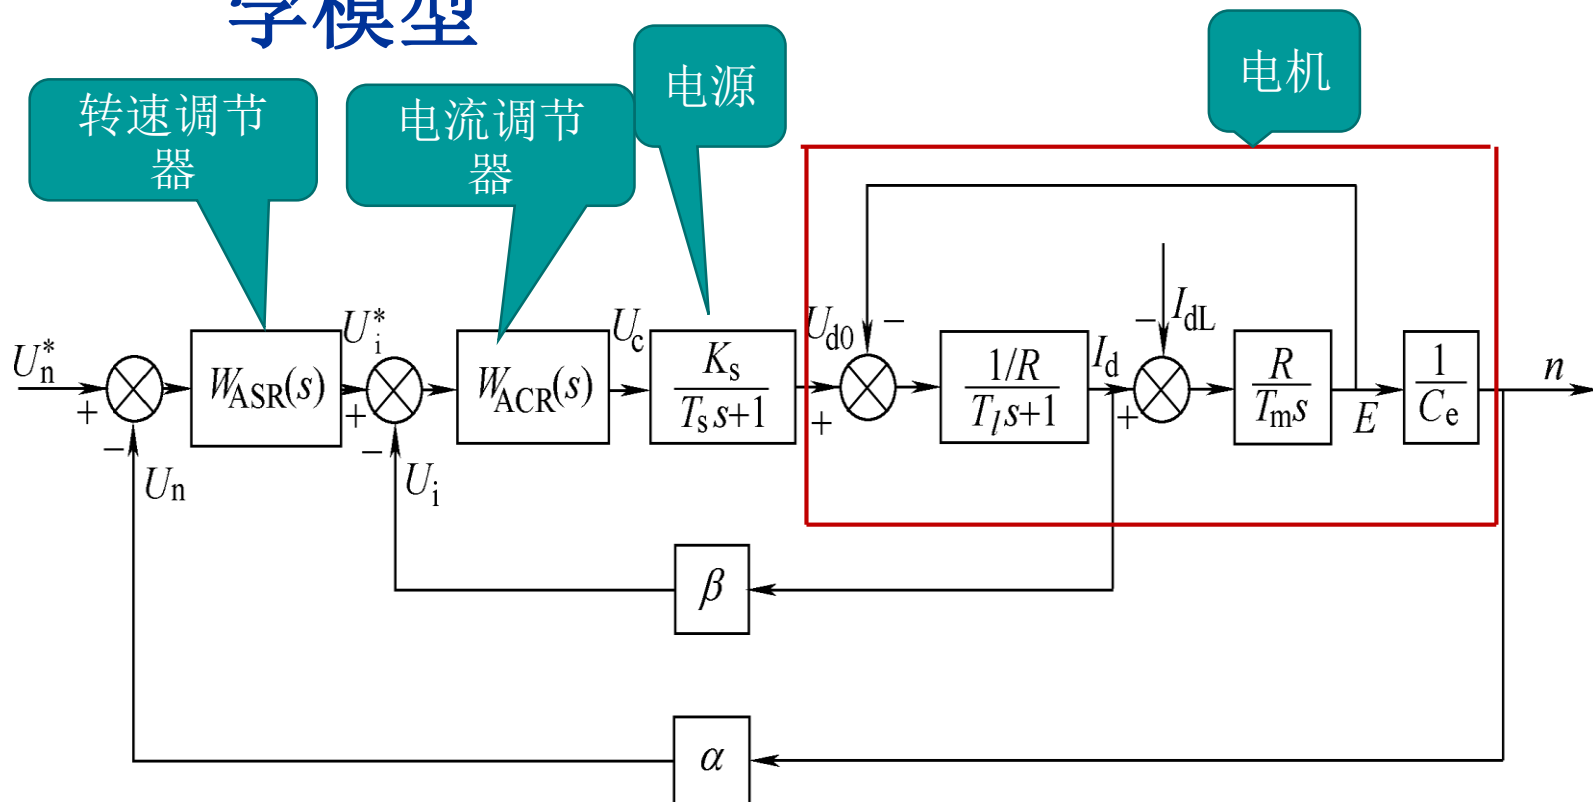 学模型
转速调节
器
电流调节
器
电源
电机
U*n
+
−
Un
WASR(s)
U*i
+
−
Ui
WACR(s)
Uc
Ks
Tss+1
Ud0
+
−
1/R
Tls+1
Id
+
−
IdL
R
Tms
E
1
Ce
n
β
α